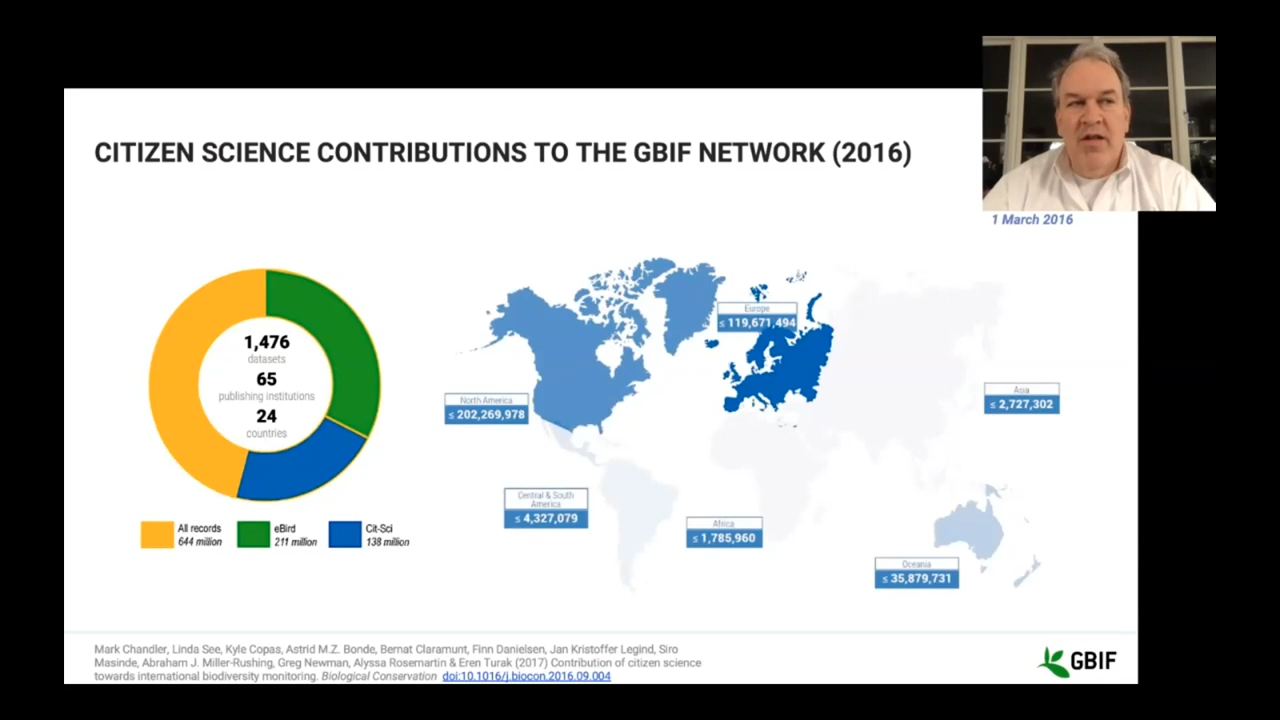 CITIZEN SCIENCE CONTRIBUTIONS TO THE GBIF NETWORK (2016)
1 March 2016
1,476
datasets
65
publishing institutions
24
countries
All records
644 million
eBird
211 million
Cit-Sci
138 million
North America
≤ 202,269,978
Europe
≤ 119,671,494
Asia
≤ 2,727,302
Central & South
America
≤ 4,327,079
Africa
≤ 1,785,960
Oceania
≤ 35,879,731
Mark Chandler, Linda See, Kyle Copas, Astrid M.Z. Bonde, Bernat Claramunt, Finn Danielsen, Jan Kristoffer Legind, Siro
Masinde, Abraham J. Miller-Rushing, Greg Newman, Alyssa Rosemartin & Eren Turak (2017) Contribution of citizen science
towards international biodiversity monitoring. Biological Conservation doi:10.1016/j.biocon.2016.09.004
GBIF